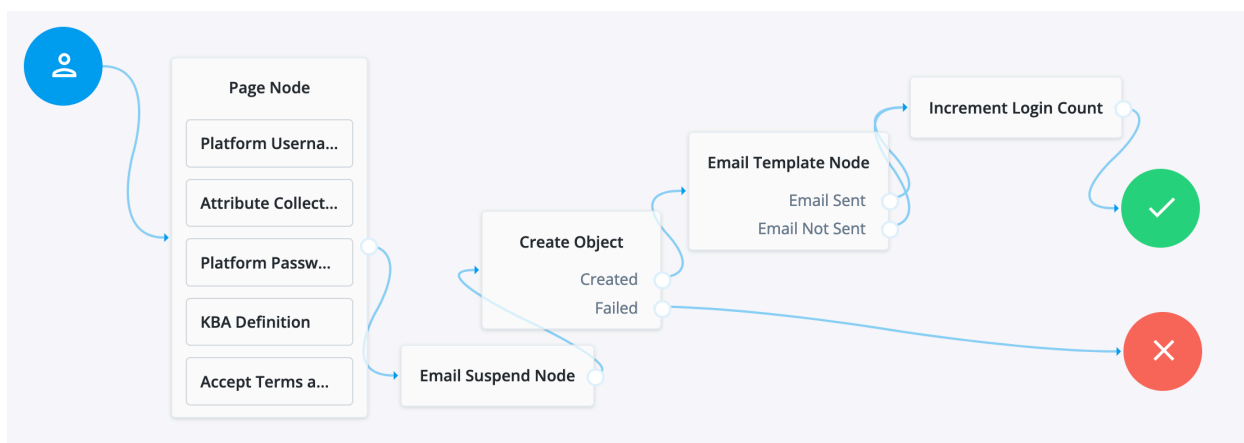 Page Node
Platform Userna...
Attribute Collect...
Platform Passw...
KBA Definition
Accept Terms a...
Email Suspend Node
Create Object
Created
Failed
Email Template Node
Email Sent
Email Not Sent
Increment Login Count